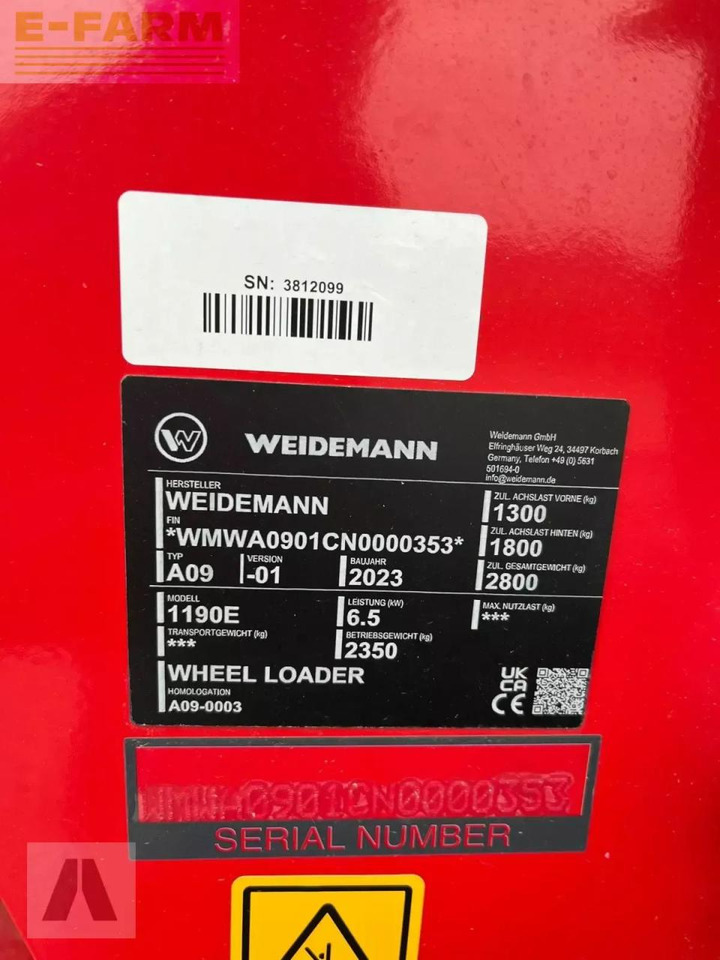 E-FARM
SN: 3812099
W WEIDEMANN
Weidemann GmbH
Elfringhäuser Weg 24, 34497 Korbach
Germany, Telefon +49 (0) 5631
501694-0
info@weidemann.de
HERSTELLER
WEIDEMANN
FIN
*WMWA0901CN0000353*
TYP VERSION BAUJAHR
A09 -01 2023
ZUL. ACHSLAST VORNE (kg)
1300
ZUL. ACHSLAST HINTEN (kg)
1800
ZUL. GESAMTGEWICHT (kg)
2800
MODELL LEISTUNG (kW) MAX. NUTZLAST (kg)
1190E 6.5 ***
TRANSPORTGEWICHT (kg) BETRIEBSGEWICHT (kg)
*** 2350
WHEEL LOADER
HOMOLOGATION
A09-0003
UK
CA
CE
WMWA0901CN0000353
SERIAL NUMBER